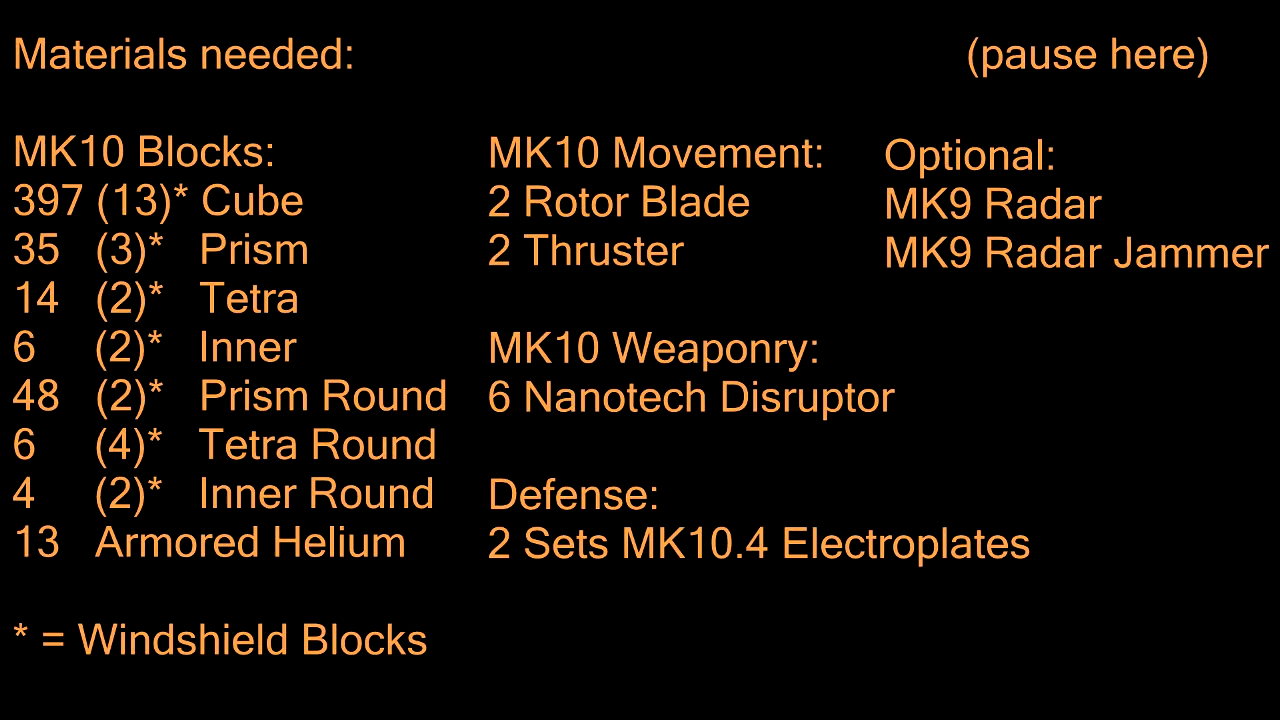 Materials needed:
(pause here)
MK10 Blocks:
397 (13)* Cube
35 (3)* Prism
14 (2)* Tetra
6 (2)* Inner
48 (2)* Prism Round
6 (4)* Tetra Round
4 (2)* Inner Round
13 Armored Helium
* = Windshield Blocks
MK10 Movement:
2 Rotor Blade
2 Thruster
MK10 Weaponry:
6 Nanotech Disruptor
Defense:
2 Sets MK10.4 Electroplates
Optional:
MK9 Radar
MK9 Radar Jammer